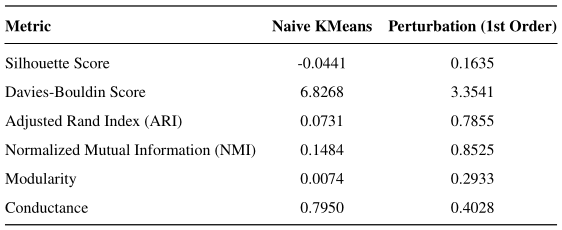 Metric Naive KMeans Perturbation (1st Order)
Silhouette Score -0.0441 0.1635
Davies-Bouldin Score 6.8268 3.3541
Adjusted Rand Index (ARI) 0.0731 0.7855
Normalized Mutual Information (NMI) 0.1484 0.8525
Modularity 0.0074 0.2933
Conductance 0.7950 0.4028